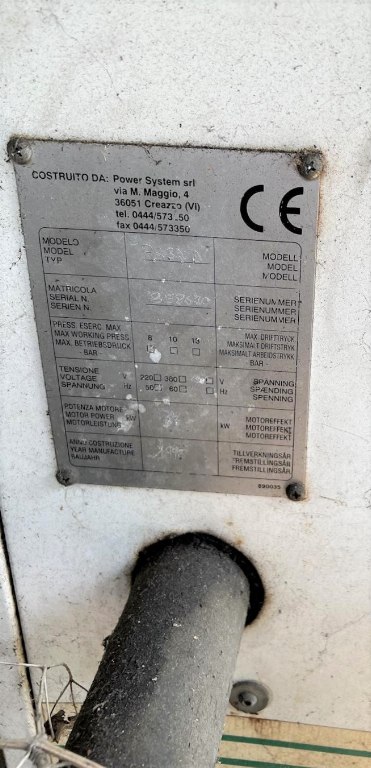 COSTRUITO DA: Power System srl
via M. Maggio, 4
36051 Creazzo (VI)
tel. 0444/573 50
fax 0444/573350
CE
MODELO
MODEL
TYP
MODELL
MODEL
MODELL
MATRICOLA
SERIAL N.
SERIEN N.
SERIENUMMER
SERIENUMMER
SERIENUMMER
PRESS. ESERC. MAX
MAX WORKING PRESS.
MAX. BETRIEBSDRUCK
BAR
8 10 13
MAX. DRIFTTRYCK
MAKSIMALT DRIFTSTRYK
MAKSIMALT ARBEIDSTRYKK
BAR
TENSIONE
VOLTAGE V
SPANNUNG Hz
220 380 V
50 60 Hz
SPANNING
SPÆNDING
SPENNING
POTENZA MOTORE
MOTOR POWER kW
MOTORLEISTUNG
kW
MOTOREFFEKT
MOTOREFFEKT
MOTOREFFEKT
ANNO COSTRUZIONE
YEAR MANUFACTURE
BAUJAHR
TILLVERKNINGSÅR
FREMSTILLINGSÅR
FREMSTILLINGSÅR
690035